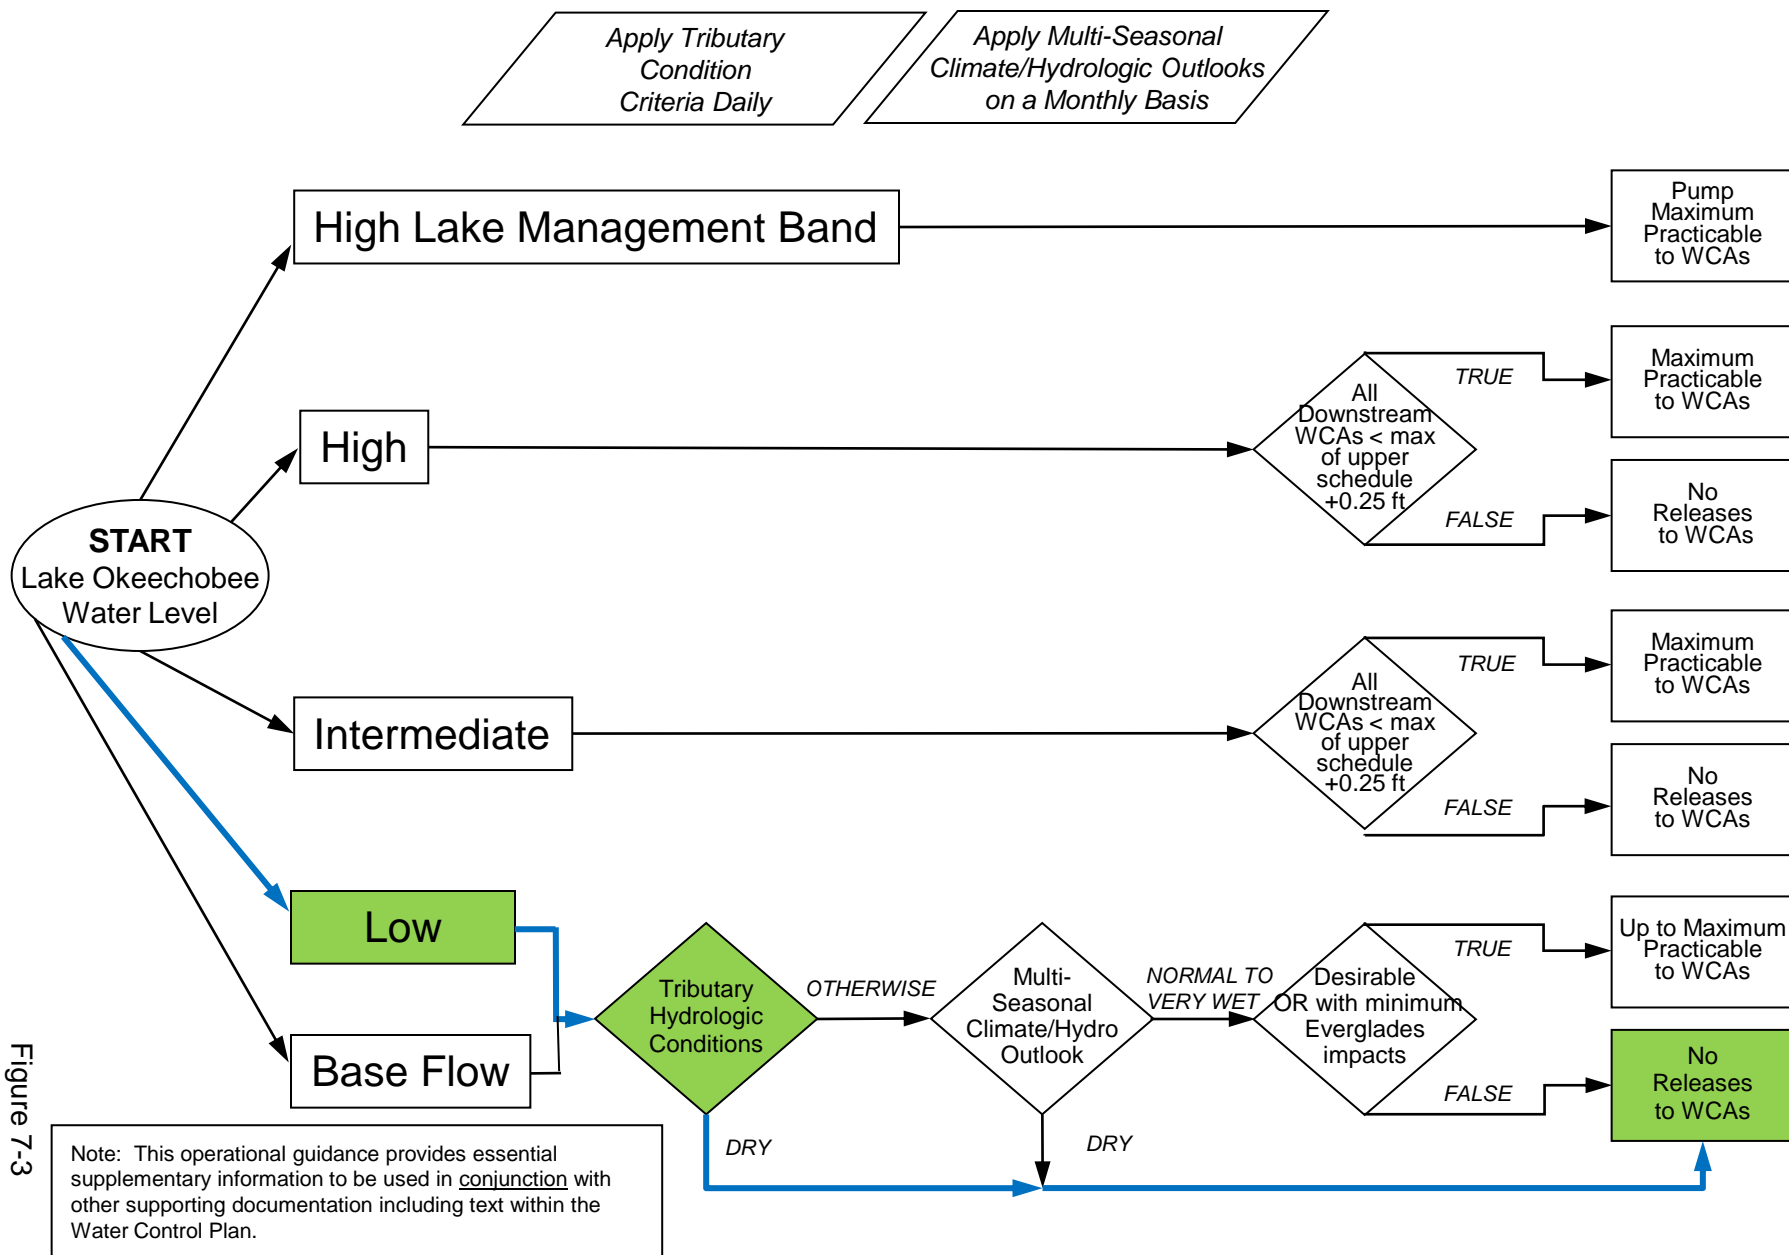 Apply Tributary
Condition
Criteria Daily
Apply Multi-Seasonal
Climate/Hydrologic Outlooks
on a Monthly Basis
High Lake Management Band
Pump
Maximum
Practicable
to WCAs
High
All
Downstream
WCAs < max
of upper
schedule
+0.25 ft
TRUE
Maximum
Practicable
to WCAs
FALSE
No
Releases
to WCAs
START
Lake Okeechobee
Water Level
Intermediate
All
Downstream
WCAs < max
of upper
schedule
+0.25 ft
TRUE
Maximum
Practicable
to WCAs
FALSE
No
Releases
to WCAs
Low
Base Flow
Tributary
Hydrologic
Conditions
OTHERWISE
DRY
Multi-
Seasonal
Climate/Hydro
Outlook
NORMAL TO
VERY WET
DRY
Desirable
OR with minimum
Everglades
impacts
TRUE
Up to Maximum
Practicable
to WCAs
FALSE
No
Releases
to WCAs
Figure 7-3
Note: This operational guidance provides essential
supplementary information to be used in conjunction with
other supporting documentation including text within the
Water Control Plan.